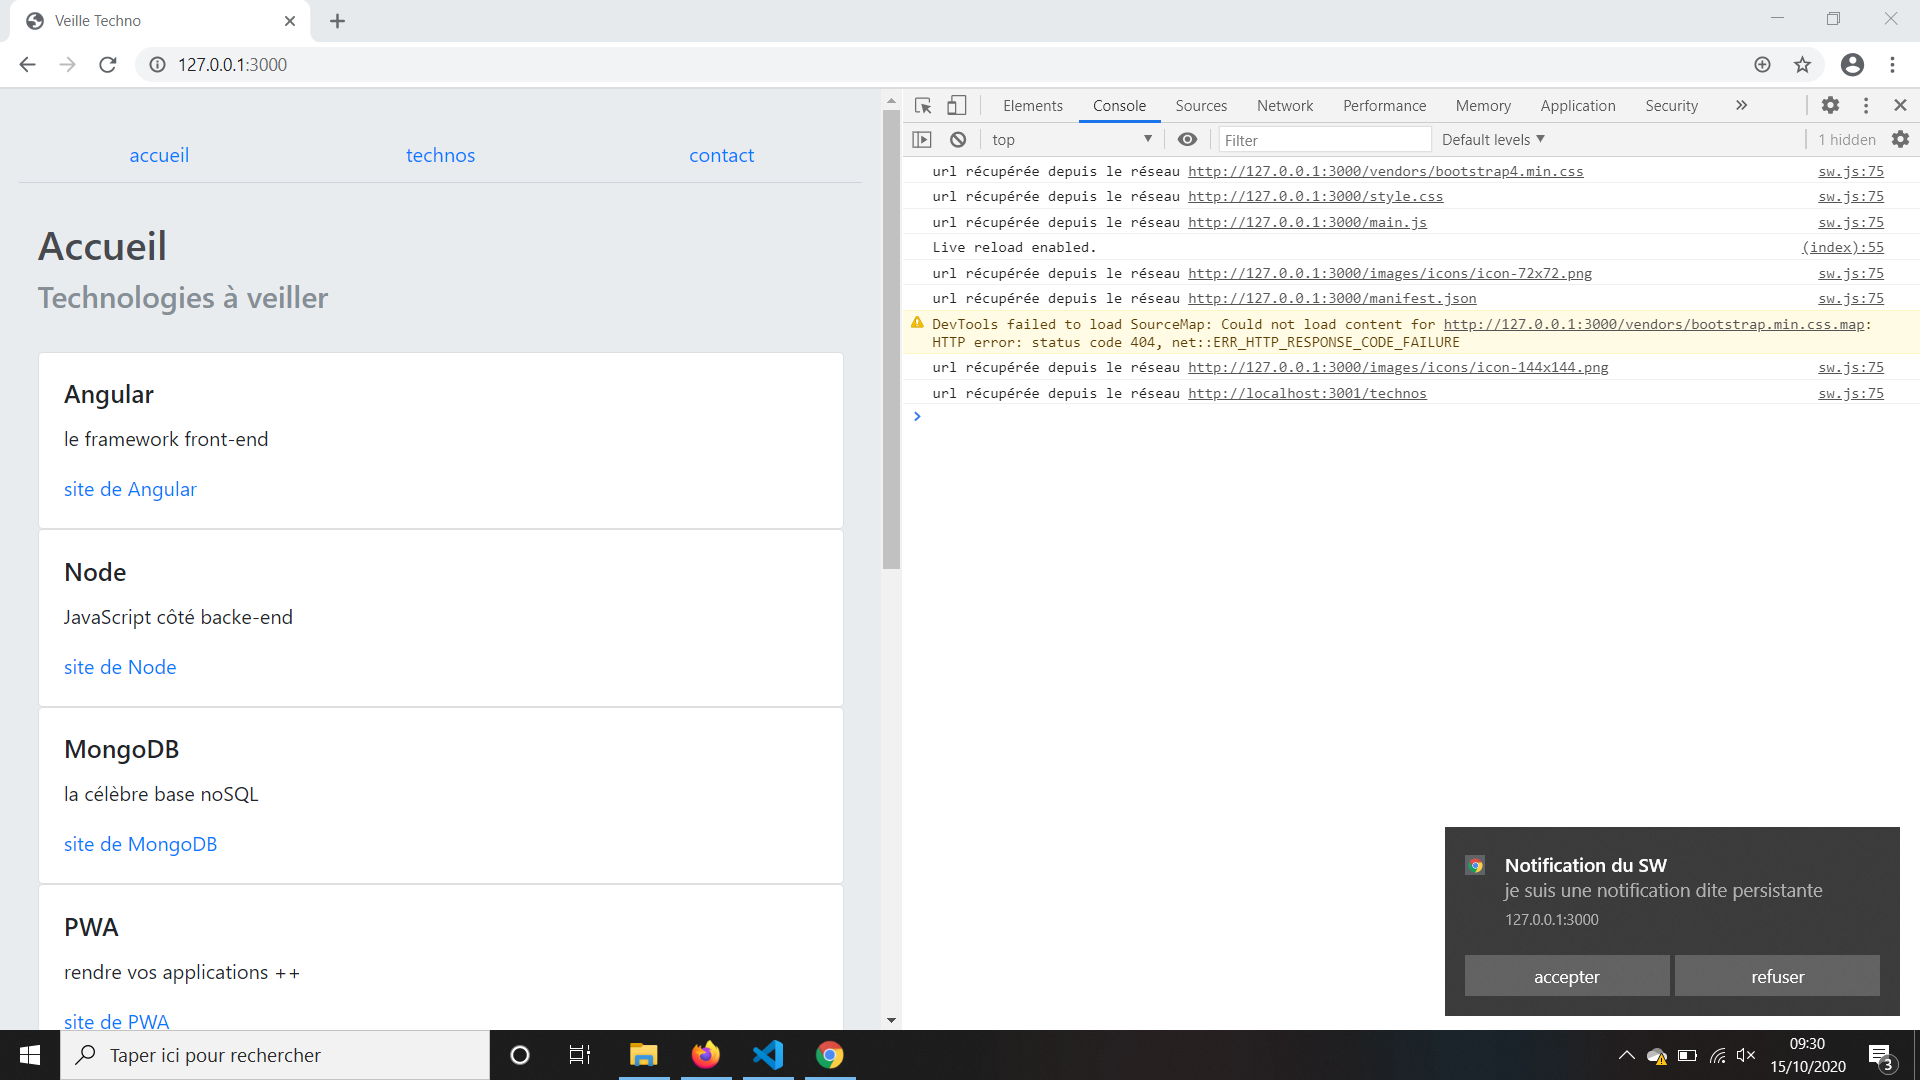 Veille Techno
127.0.0.1:3000
accueil
technos
contact
Accueil
Technologies à veiller
Angular
le framework front-end
site de Angular
Node
JavaScript côté backe-end
site de Node
MongoDB
la célèbre base noSQL
site de MongoDB
PWA
rendre vos applications ++
site de PWA
Elements Console Sources Network Performance Memory Application Security
top Filter Default levels 1 hidden
url récupérée depuis le réseau http://127.0.0.1:3000/vendors/bootstrap4.min.css sw.js:75
url récupérée depuis le réseau http://127.0.0.1:3000/style.css sw.js:75
url récupérée depuis le réseau http://127.0.0.1:3000/main.js sw.js:75
Live reload enabled. (index):55
url récupérée depuis le réseau http://127.0.0.1:3000/images/icons/icon-72x72.png sw.js:75
url récupérée depuis le réseau http://127.0.0.1:3000/manifest.json sw.js:75
DevTools failed to load SourceMap: Could not load content for http://127.0.0.1:3000/vendors/bootstrap.min.css.map:
HTTP error: status code 404, net::ERR_HTTP_RESPONSE_CODE_FAILURE
url récupérée depuis le réseau http://127.0.0.1:3000/images/icons/icon-144x144.png sw.js:75
url récupérée depuis le réseau http://localhost:3001/technos sw.js:75
Notification du SW
je suis une notification dite persistante
127.0.0.1:3000
accepter
refuser
Taper ici pour rechercher
09:30
15/10/2020
3